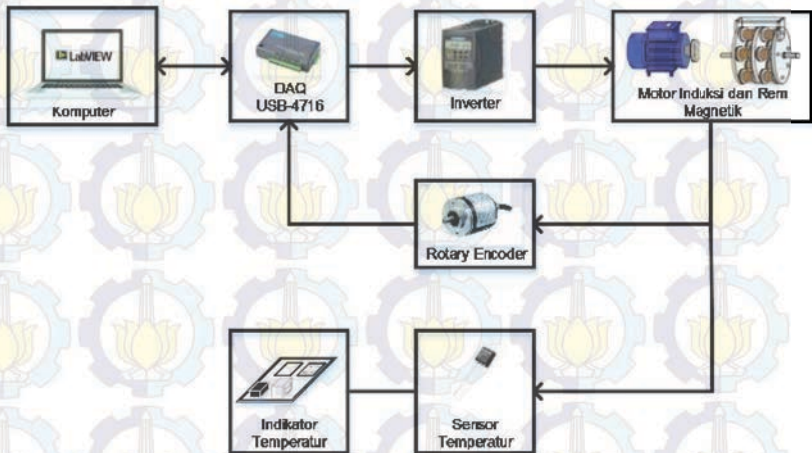 LabVIEW
Komputer
DAQ
USB-4716
Inverter
Motor Induksi dan Rem
Magnetik
Rotary Encoder
Indikator
Temperatur
Sensor
Temperatur